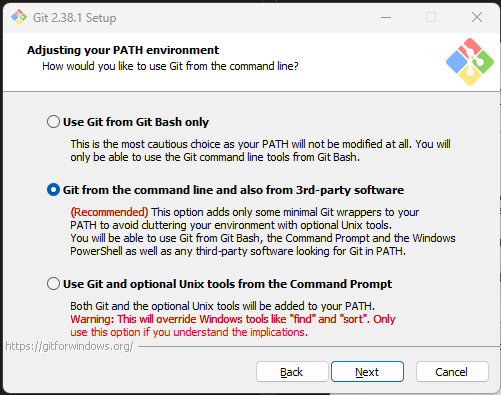 Git 2.38.1 Setup
Adjusting your PATH environment
How would you like to use Git from the command line?
Use Git from Git Bash only
This is the most cautious choice as your PATH will not be modified at all. You will
only be able to use the Git command line tools from Git Bash.
Git from the command line and also from 3rd-party software
(Recommended) This option adds only some minimal Git wrappers to your
PATH to avoid cluttering your environment with optional Unix tools.
You will be able to use Git from Git Bash, the Command Prompt and the Windows
PowerShell as well as any third-party software looking for Git in PATH.
Use Git and optional Unix tools from the Command Prompt
Both Git and the optional Unix tools will be added to your PATH.
Warning: This will override Windows tools like "find" and "sort". Only
use this option if you understand the implications.
https://gitforwindows.org/
Back Next Cancel